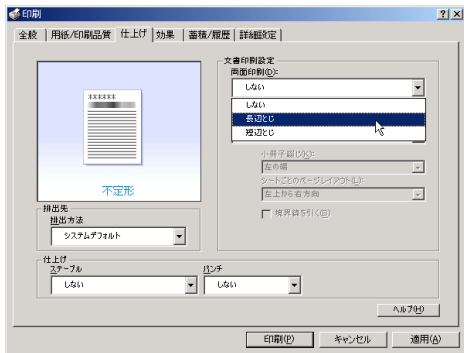 印刷
全般 用紙/印刷品質 仕上げ 効果 蓄積/履歴 詳細設定
文書印刷設定
両面印刷(D):
しない
しない
長辺とじ
短辺とじ
小冊子綴じ(K):
左の端
シートごとのページレイアウト(L):
左上から右方向
境界線を引く(B)
xxxxxx
不定形
排出先
排出方法
システムデフォルト
仕上げ
ステープル
しない
パンチ
しない
ヘルプ(H)
印刷(P) キャンセル 適用(A)